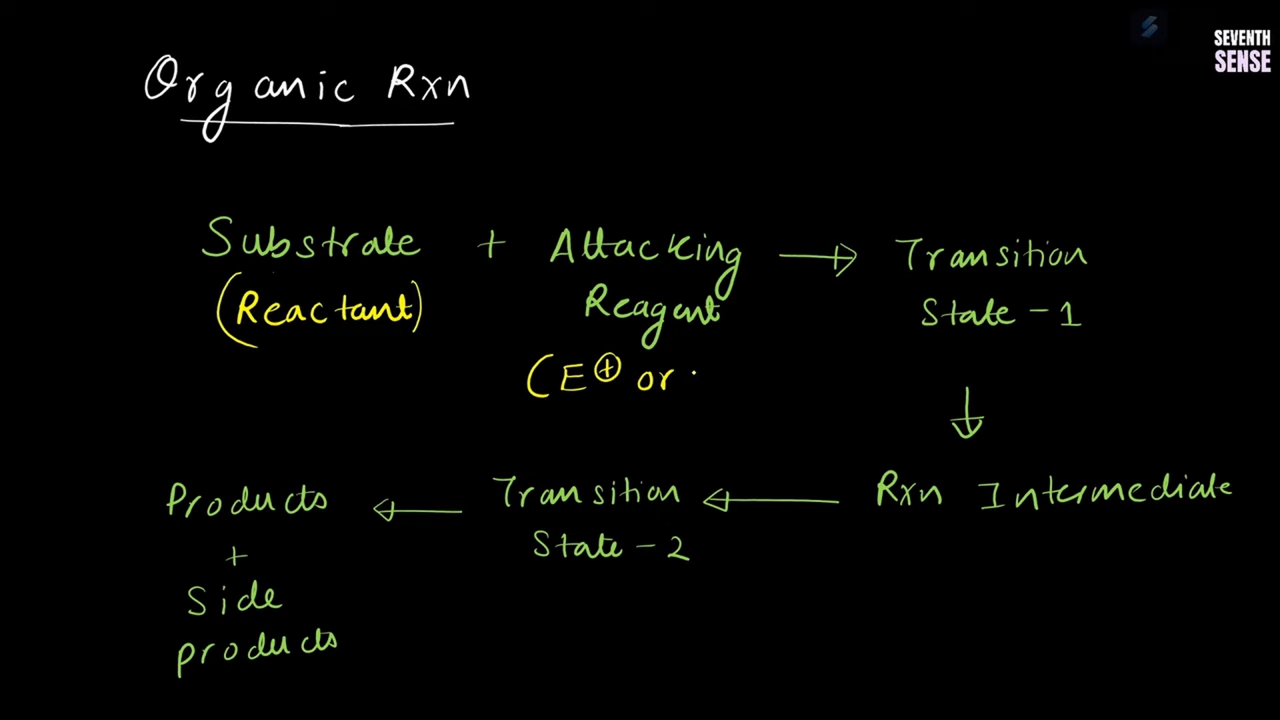 SEVENTH
SENSE
Organic Rxn
Substrate + Attacking → Transition
(Reactant) Reagent State - 1
(E⊕ or
↓
Products ← Transition ← Rxn Intermediate
+ State - 2
Side
products